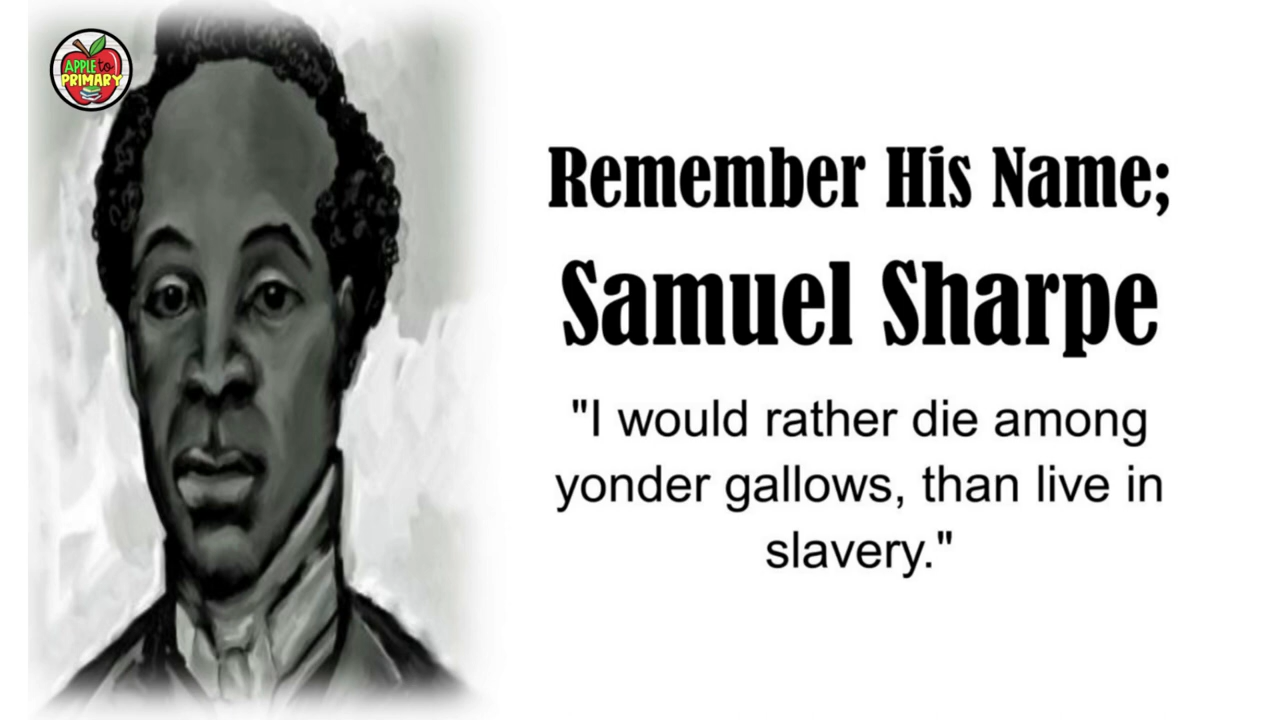 APPLE to
PRIMARY
Remember His Name;
Samuel Sharpe
"I would rather die among
yonder gallows, than live in
slavery."